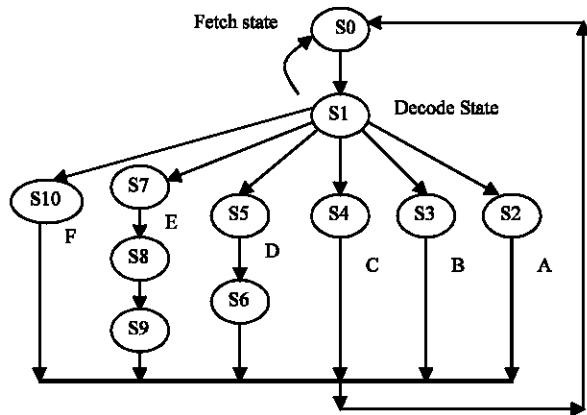 Fetch state
S0
S1
Decode State
S10
S7
S5
S4
S3
S2
F
E
D
C
B
A
S8
S6
S9